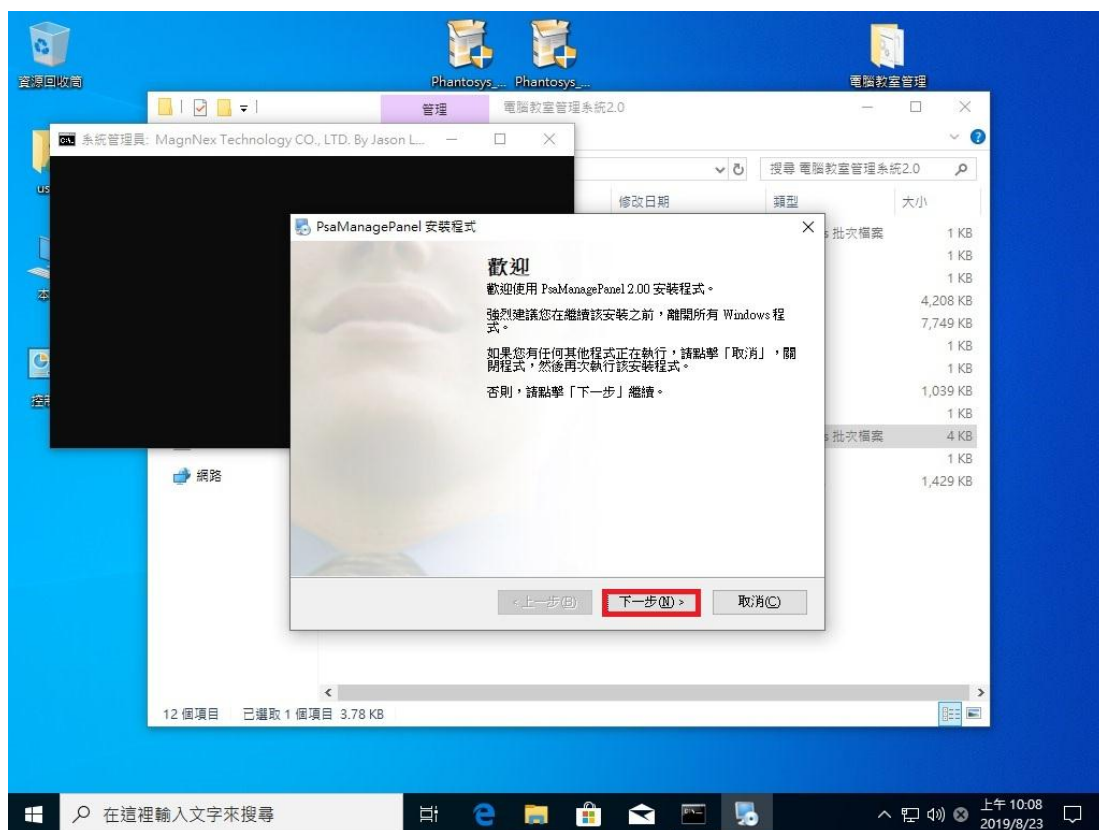 資源回收筒
Phantosys_...
Phantosys_...
電腦教室管理
管理
電腦教室管理系統2.0
系統管理員: MagnNex Technology CO., LTD. By Jason L...
搜尋 電腦教室管理系統2.0
us
修改日期
類型
大小
PsaManagePanel 安裝程式
s 批次檔案
1 KB
1 KB
1 KB
4,208 KB
7,749 KB
1 KB
1 KB
1,039 KB
1 KB
s 批次檔案
4 KB
1 KB
1,429 KB
本
控制
歡迎
歡迎使用 PsaManagePanel 2.00 安裝程式。
強烈建議您在繼續該安裝之前，離開所有 Windows 程
式。
如果您有任何其他程式正在執行，請點擊「取消」，關
閉程式，然後再次執行該安裝程式。
否則，請點擊「下一步」繼續。
網路
<上一步(B)
下一步(N) >
取消(C)
12 個項目
已選取 1 個項目 3.78 KB
在這裡輸入文字來搜尋
上午 10:08
2019/8/23